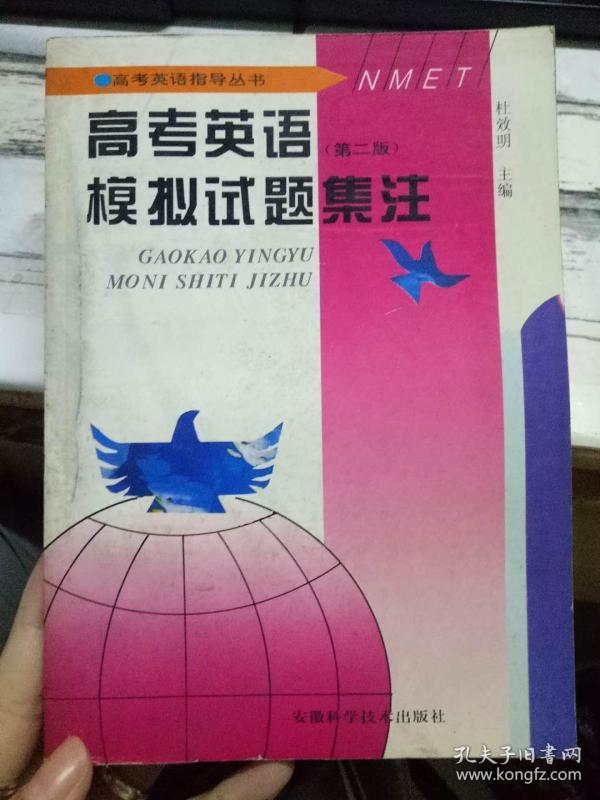 高考英语指导丛书
NMET
高考英语(第二版)
模拟试题集注
GAOKAO YINGYU
MONI SHITI JIZHU
杜效明 主编
安徽科学技术出版社
孔夫子旧书网
www.kongfz.com